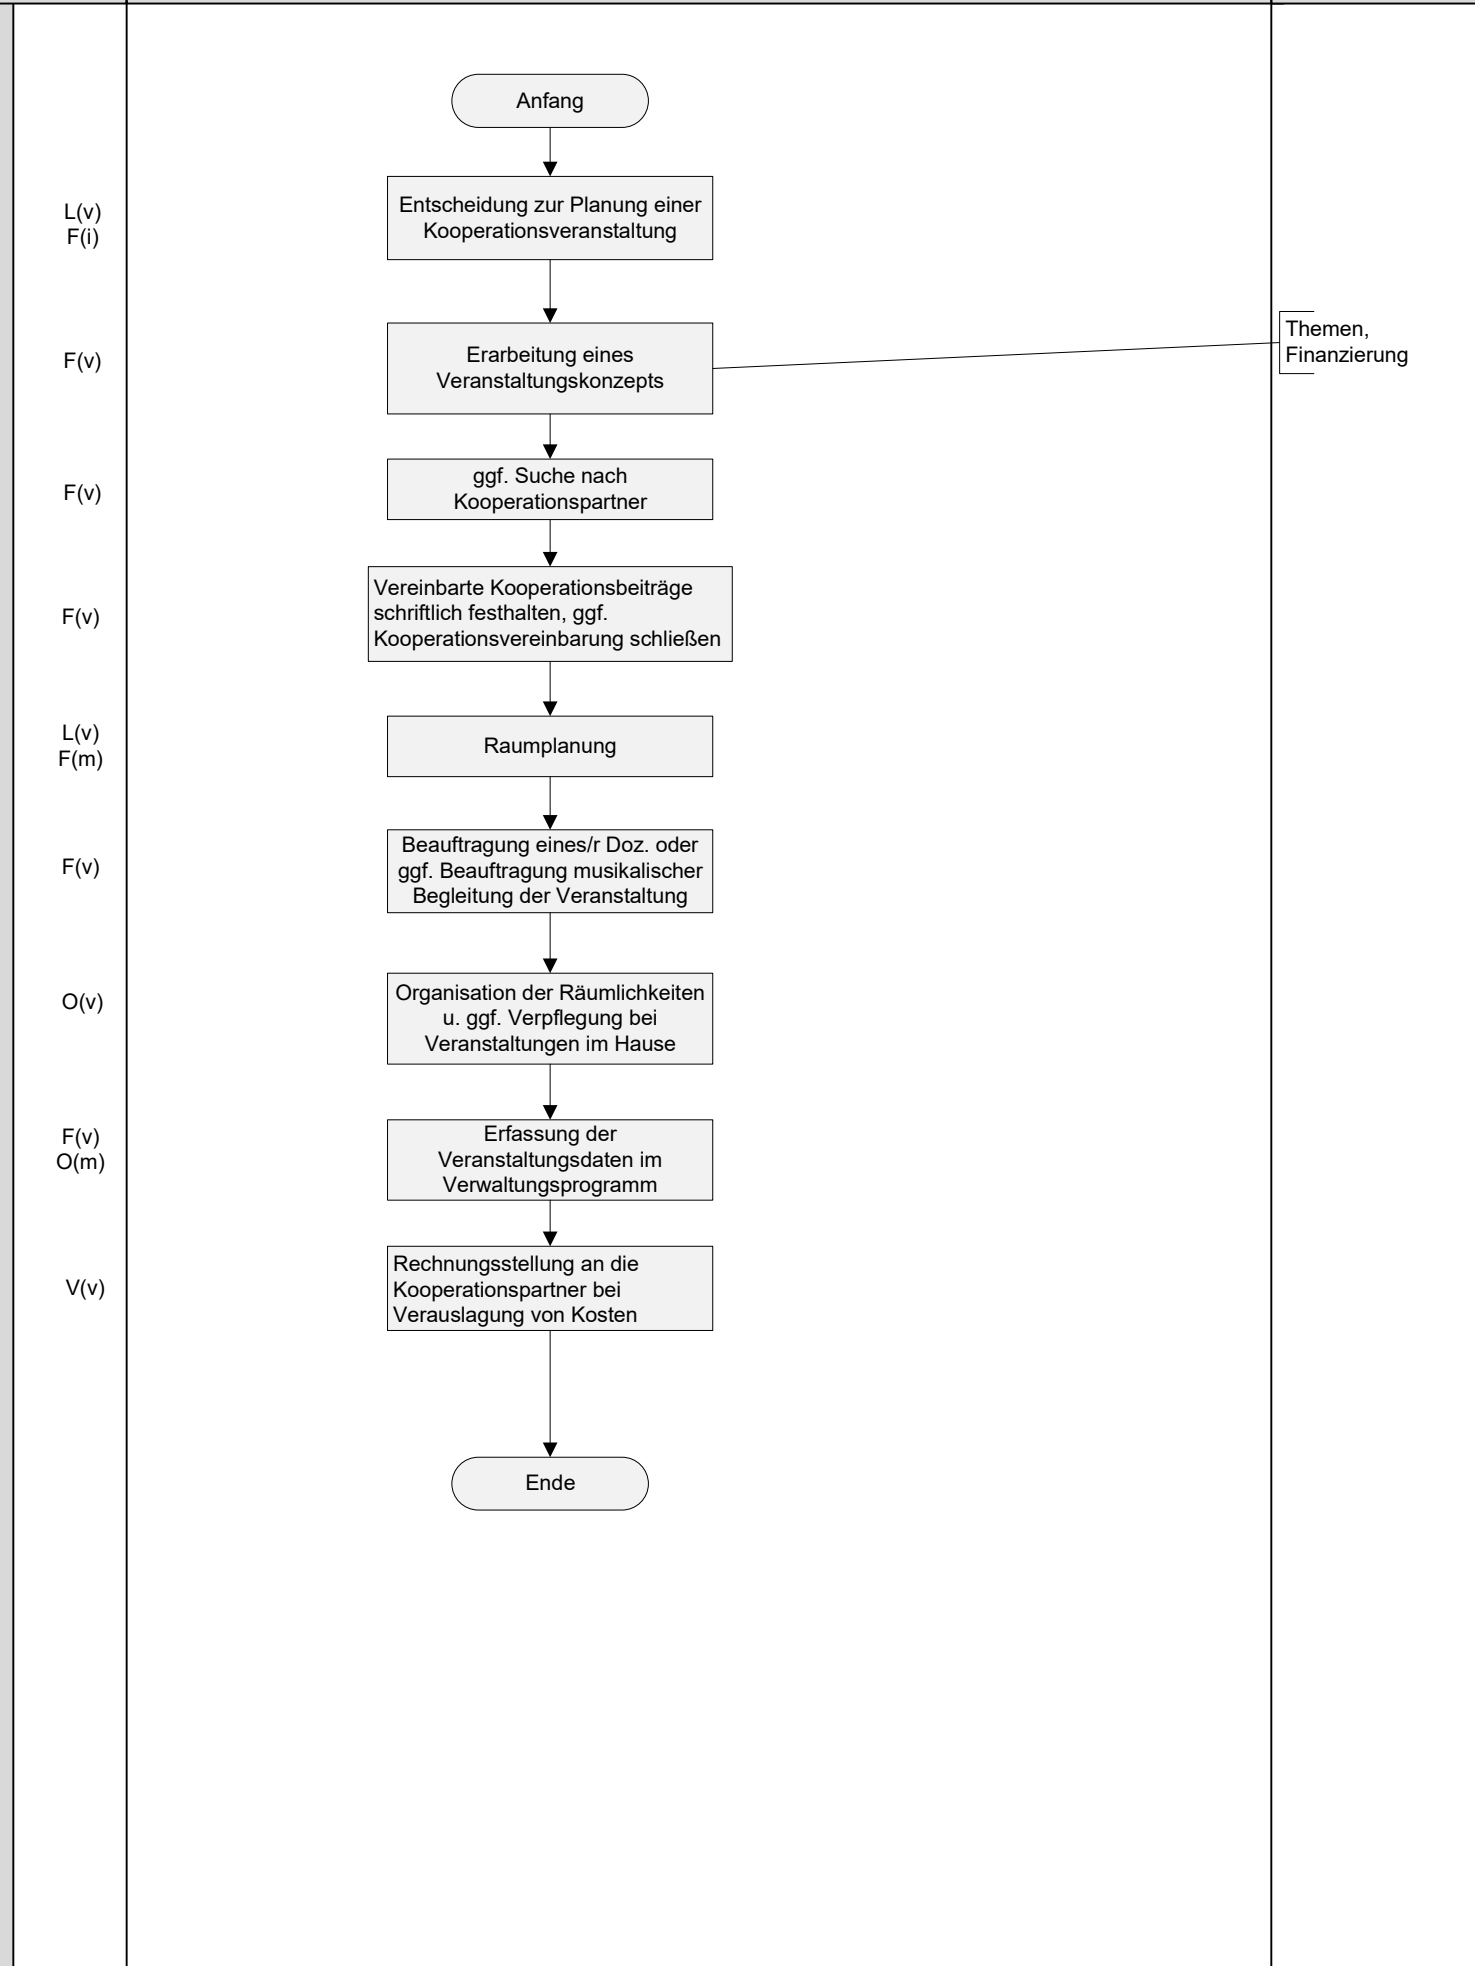 Anfang
L(v)
F(i)
Entscheidung zur Planung einer
Kooperationsveranstaltung
F(v)
Erarbeitung eines
Veranstaltungskonzepts
Themen,
Finanzierung
F(v)
ggf. Suche nach
Kooperationspartner
F(v)
Vereinbarte Kooperationsbeiträge
schriftlich festhalten, ggf.
Kooperationsvereinbarung schließen
L(v)
F(m)
Raumplanung
F(v)
Beauftragung eines/r Doz. oder
ggf. Beauftragung musikalischer
Begleitung der Veranstaltung
O(v)
Organisation der Räumlichkeiten
u. ggf. Verpflegung bei
Veranstaltungen im Hause
F(v)
O(m)
Erfassung der
Veranstaltungsdaten im
Verwaltungsprogramm
V(v)
Rechnungsstellung an die
Kooperationspartner bei
Verauslagung von Kosten
Ende